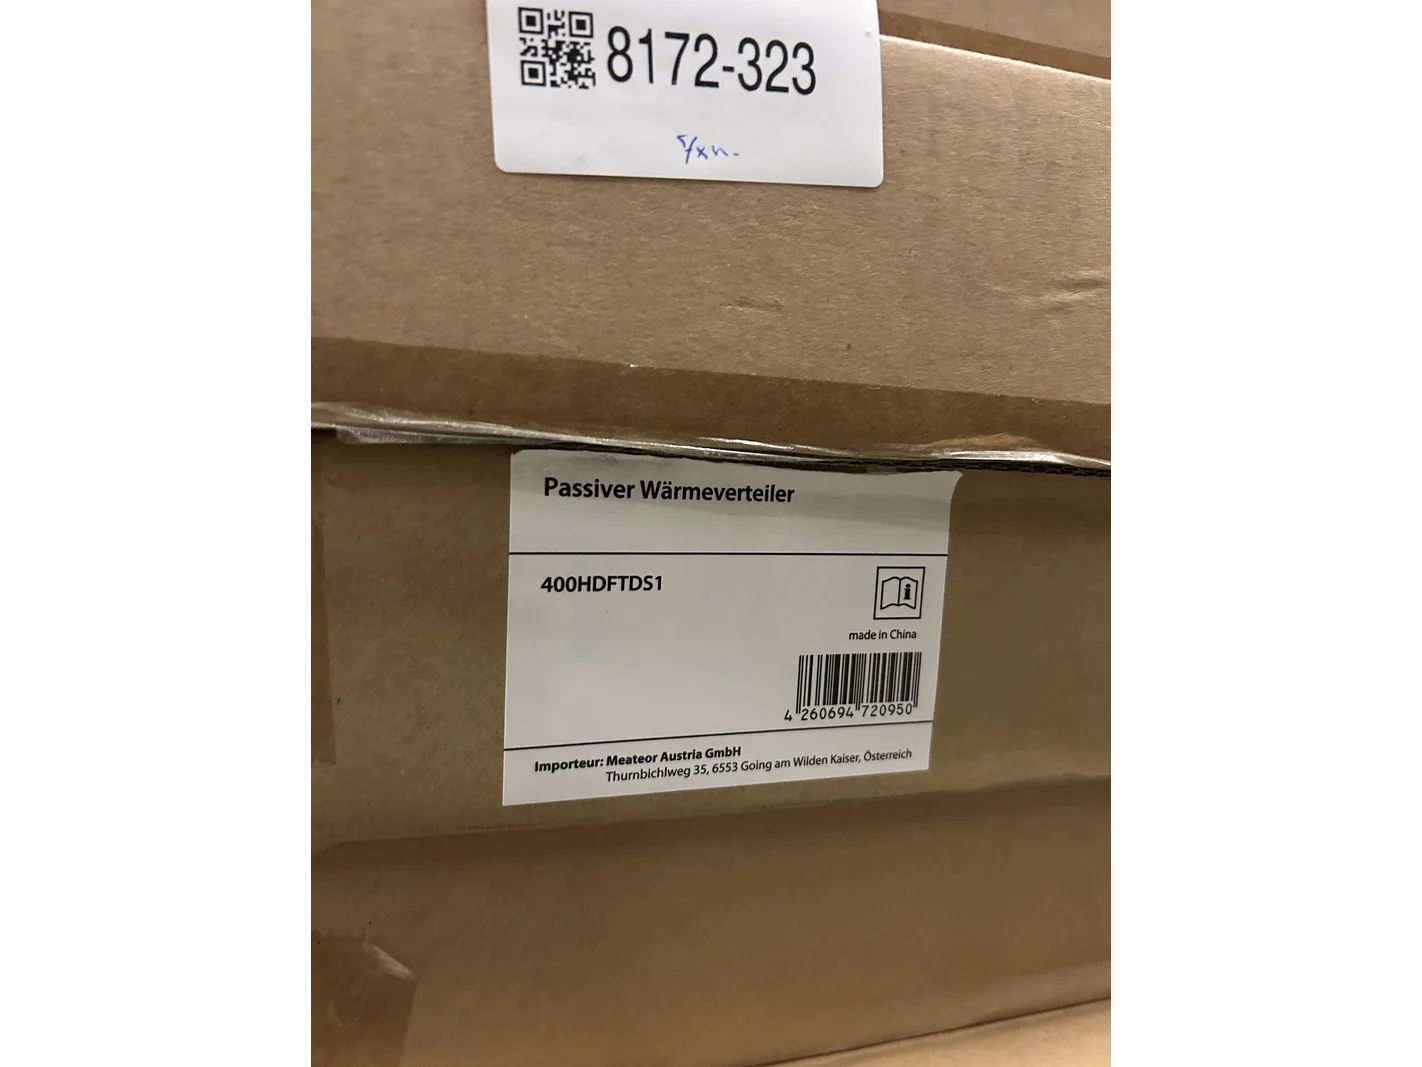 8172-323
Passiver Wärmeverteiler
400HDFTDS1
made in China
4 260694 720950
Importeur: Meateor Austria GmbH
Thurnbichlweg 35, 6553 Going am Wilden Kaiser, Österreich